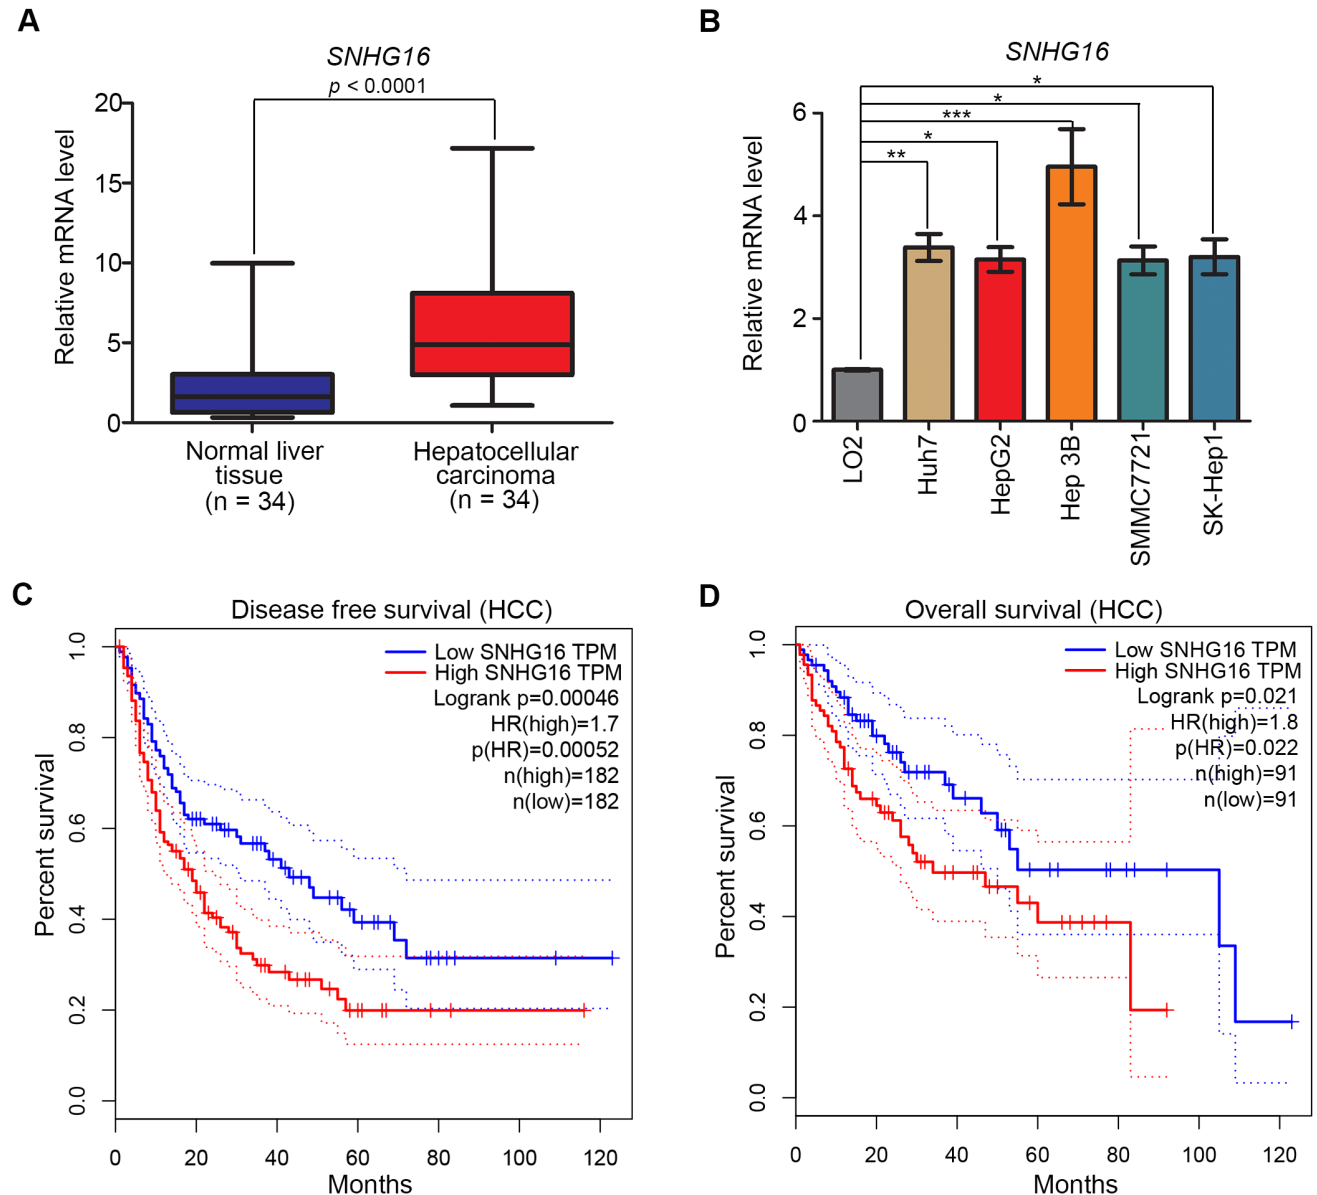 A
SNHG16
p < 0.0001
Relative mRNA level
20
15
10
5
0
Normal liver
tissue
(n = 34)
Hepatocellular
carcinoma
(n = 34)
B
SNHG16
*
*
***
*
**
Relative mRNA level
6
4
2
0
LO2
Huh7
HepG2
Hep 3B
SMMC7721
SK-Hep1
C
Disease free survival (HCC)
Low SNHG16 TPM
High SNHG16 TPM
Logrank p=0.00046
HR(high)=1.7
p(HR)=0.00052
n(high)=182
n(low)=182
Percent survival
1.0
0.8
0.6
0.4
0.2
0.0
0 20 40 60 80 100 120
Months
D
Overall survival (HCC)
Low SNHG16 TPM
High SNHG16 TPM
Logrank p=0.021
HR(high)=1.8
p(HR)=0.022
n(high)=91
n(low)=91
Percent survival
1.0
0.8
0.6
0.4
0.2
0.0
0 20 40 60 80 100 120
Months